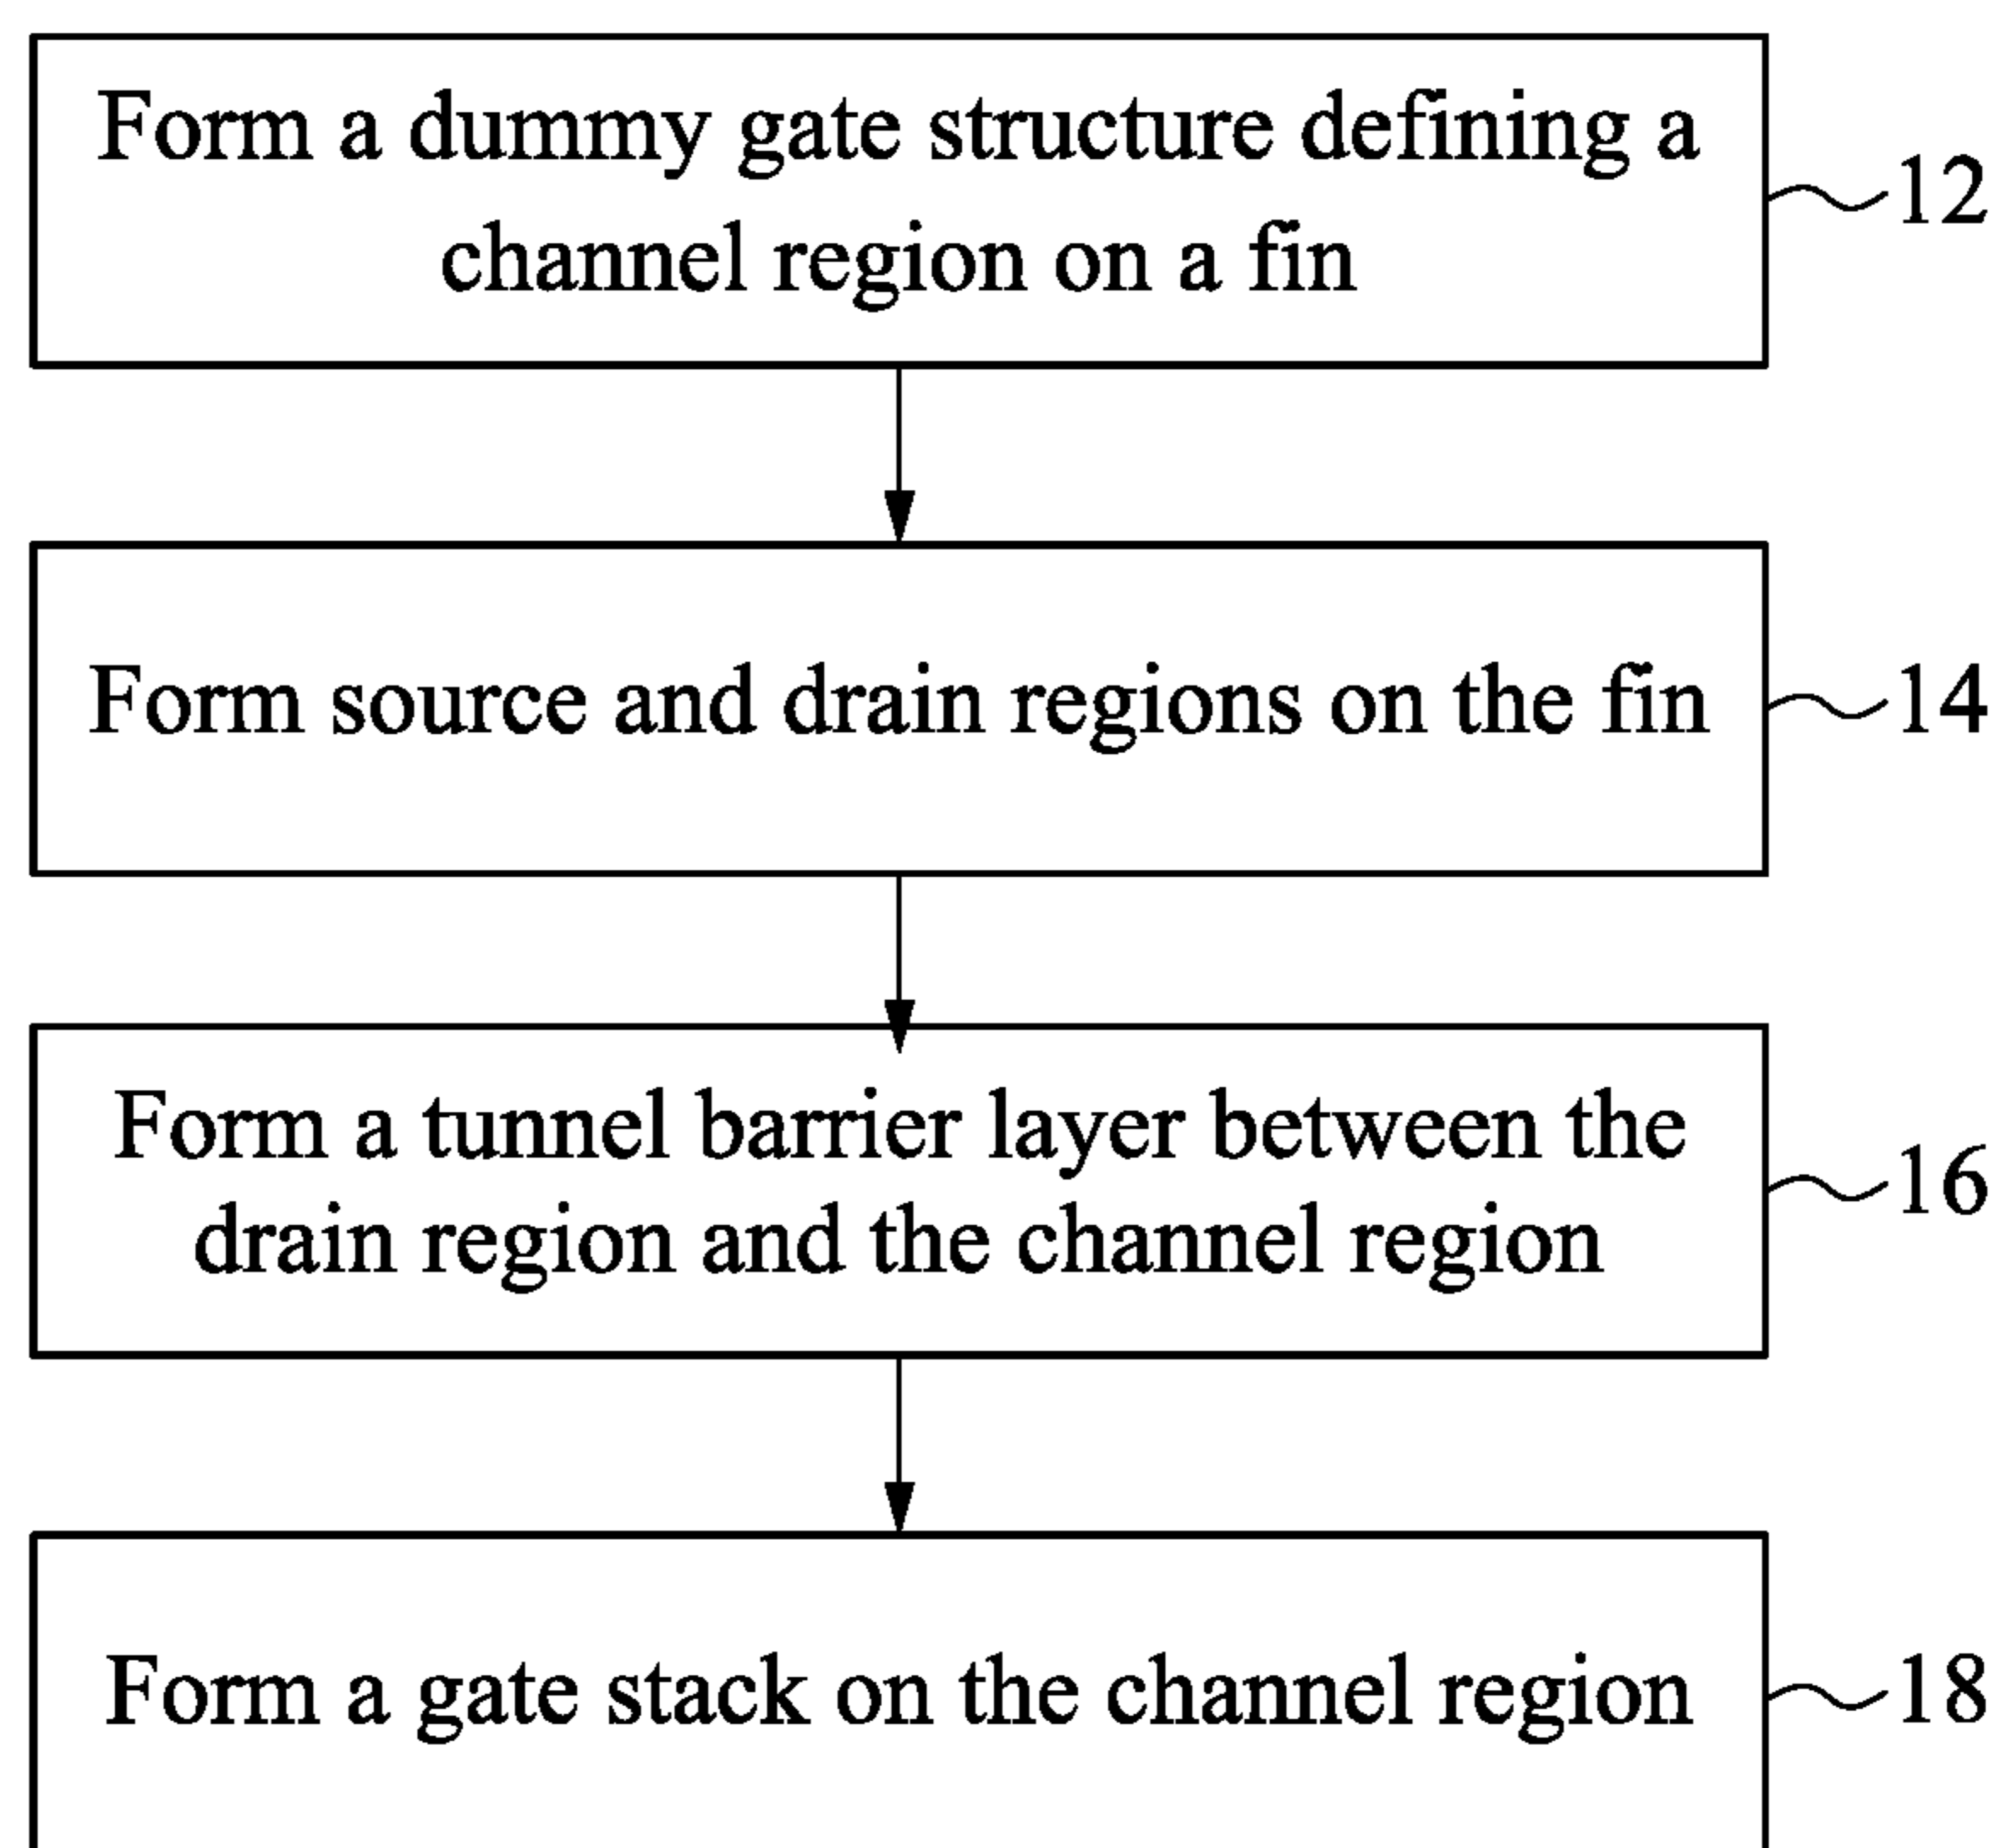 Form a dummy gate structure defining a
channel region on a fin
12
Form source and drain regions on the fin
14
Form a tunnel barrier layer between the
drain region and the channel region
16
Form a gate stack on the channel region
18